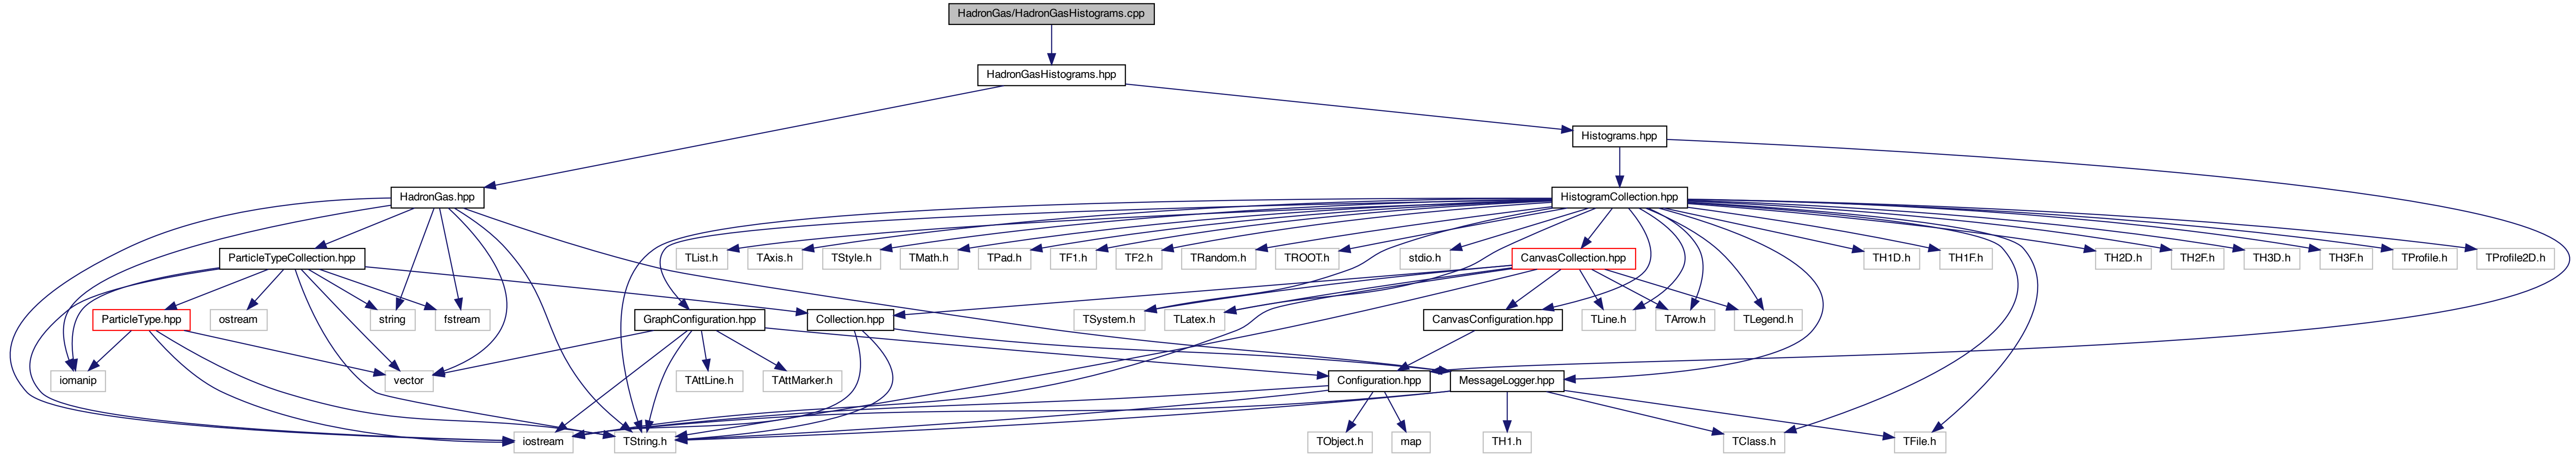 HadronGas/HadronGasHistograms.cpp
HadronGasHistograms.hpp
Histograms.hpp
HadronGas.hpp
HistogramCollection.hpp
ParticleTypeCollection.hpp
TList.h
TAxis.h
TStyle.h
TMath.h
TPad.h
TF1.h
TF2.h
TRandom.h
TROOT.h
stdio.h
CanvasCollection.hpp
TH1D.h
TH1F.h
TH2D.h
TH2F.h
TH3D.h
TH3F.h
TProfile.h
TProfile2D.h
ParticleType.hpp
ostream
string
fstream
GraphConfiguration.hpp
Collection.hpp
TSystem.h
TLatex.h
CanvasConfiguration.hpp
TLine.h
TArrow.h
TLegend.h
iomanip
vector
TAttLine.h
TAttMarker.h
Configuration.hpp
MessageLogger.hpp
iostream
TString.h
TObject.h
map
TH1.h
TClass.h
TFile.h